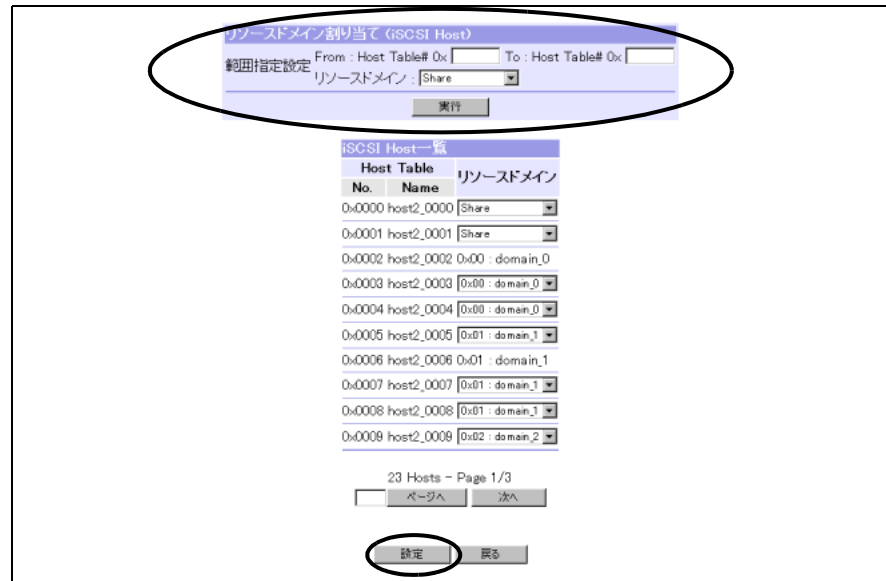 リソースドメイン割り当て (iSCSI Host)
範囲指定設定 From : Host Table# 0x To : Host Table# 0x
リソースドメイン : Share
実行
iSCSI Host一覧
Host Table リソースドメイン
No. Name
0x0000 host2_0000 Share
0x0001 host2_0001 Share
0x0002 host2_0002 0x00 : domain_0
0x0003 host2_0003 0x00 : domain_0
0x0004 host2_0004 0x00 : domain_0
0x0005 host2_0005 0x01 : domain_1
0x0006 host2_0006 0x01 : domain_1
0x0007 host2_0007 0x01 : domain_1
0x0008 host2_0008 0x01 : domain_1
0x0009 host2_0009 0x02 : domain_2
23 Hosts - Page 1/3
ページへ 次へ
設定 戻る